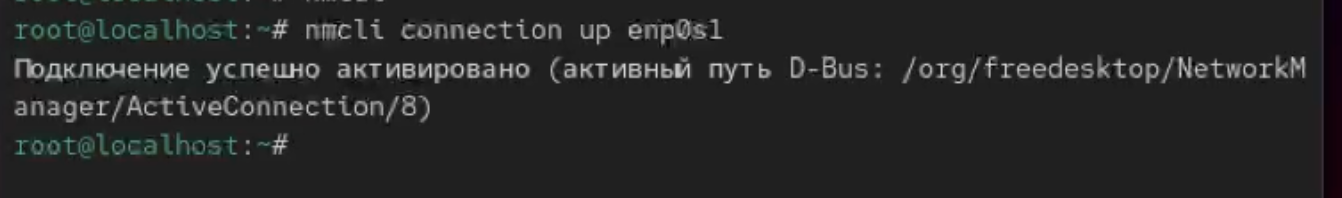 root@localhost:~# nmcli connection up enp0s1
Подключение успешно активировано (активный путь D-Bus: /org/freedesktop/NetworkM
anager/ActiveConnection/8)
root@localhost:~#